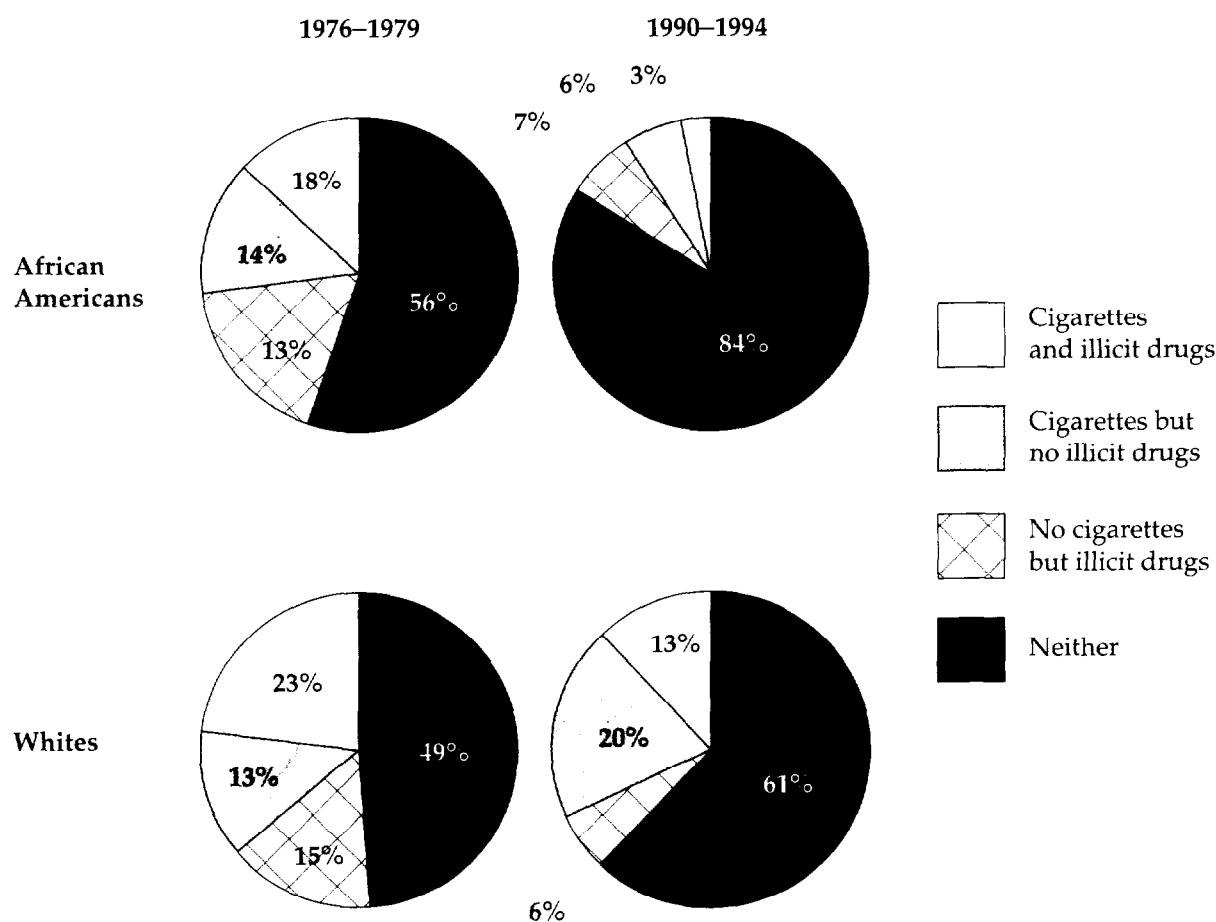 1976–1979
1990–1994
6%
3%
7%
African
Americans
18%
14%
13%
56%
84%
Cigarettes
and illicit drugs
Cigarettes but
no illicit drugs
No cigarettes
but illicit drugs
Neither
Whites
23%
13%
15%
49%
13%
20%
61%
6%